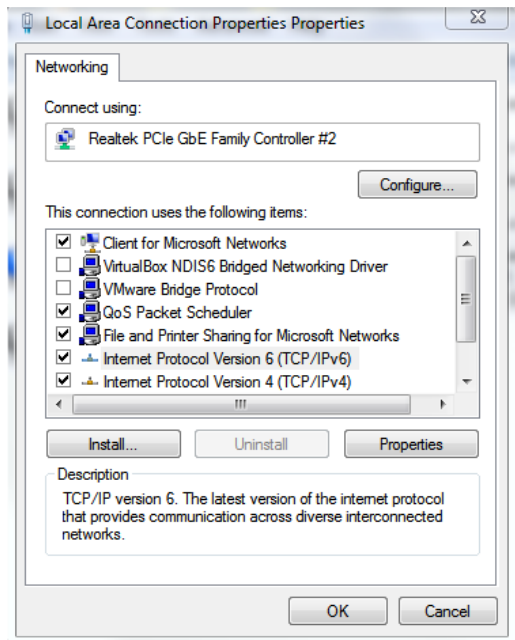 Local Area Connection Properties Properties
Networking
Connect using:
Realtek PCIe GbE Family Controller #2
Configure...
This connection uses the following items:
Client for Microsoft Networks
VirtualBox NDIS6 Bridged Networking Driver
VMware Bridge Protocol
QoS Packet Scheduler
File and Printer Sharing for Microsoft Networks
Internet Protocol Version 6 (TCP/IPv6)
Internet Protocol Version 4 (TCP/IPv4)
Install... Uninstall Properties
Description
TCP/IP version 6. The latest version of the internet protocol
that provides communication across diverse interconnected
networks.
OK Cancel